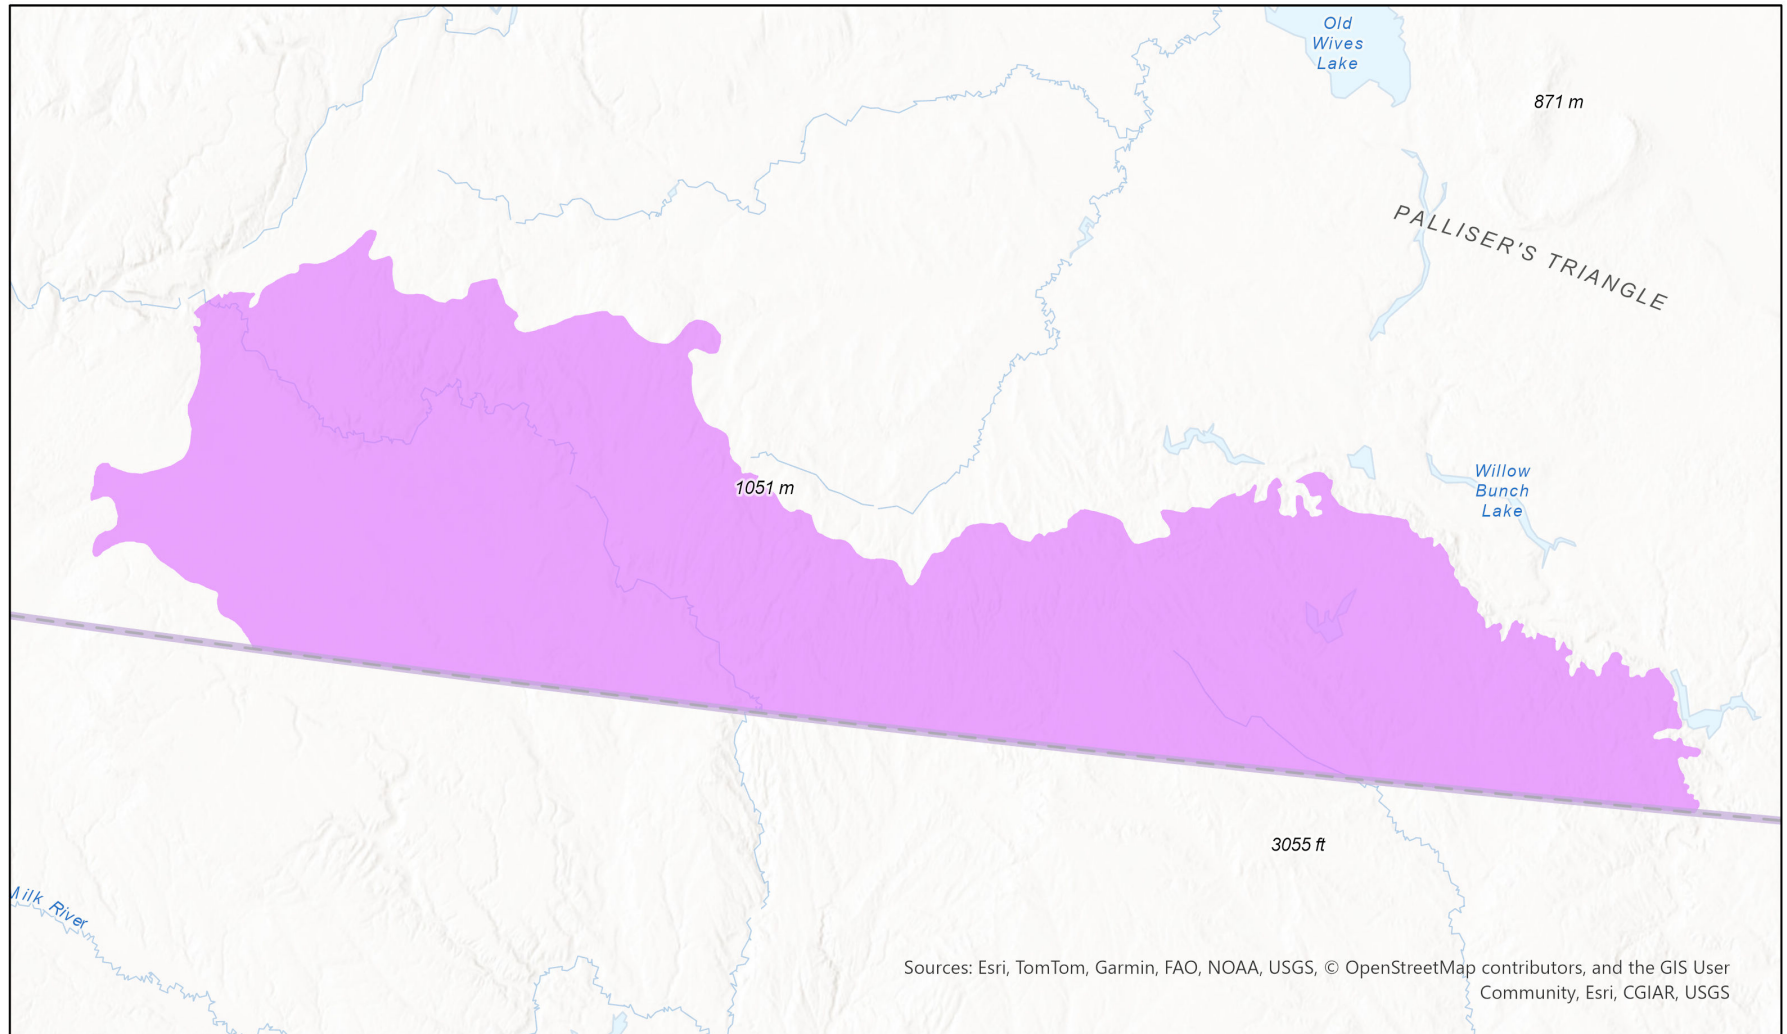 Old
Wives
Lake
871 m
PALLISER'S TRIANGLE
Willow
Bunch
Lake
1051 m
3055 ft
Milk River
Sources: Esri, TomTom, Garmin, FAO, NOAA, USGS, © OpenStreetMap contributors, and the GIS User
Community, Esri, CGIAR, USGS